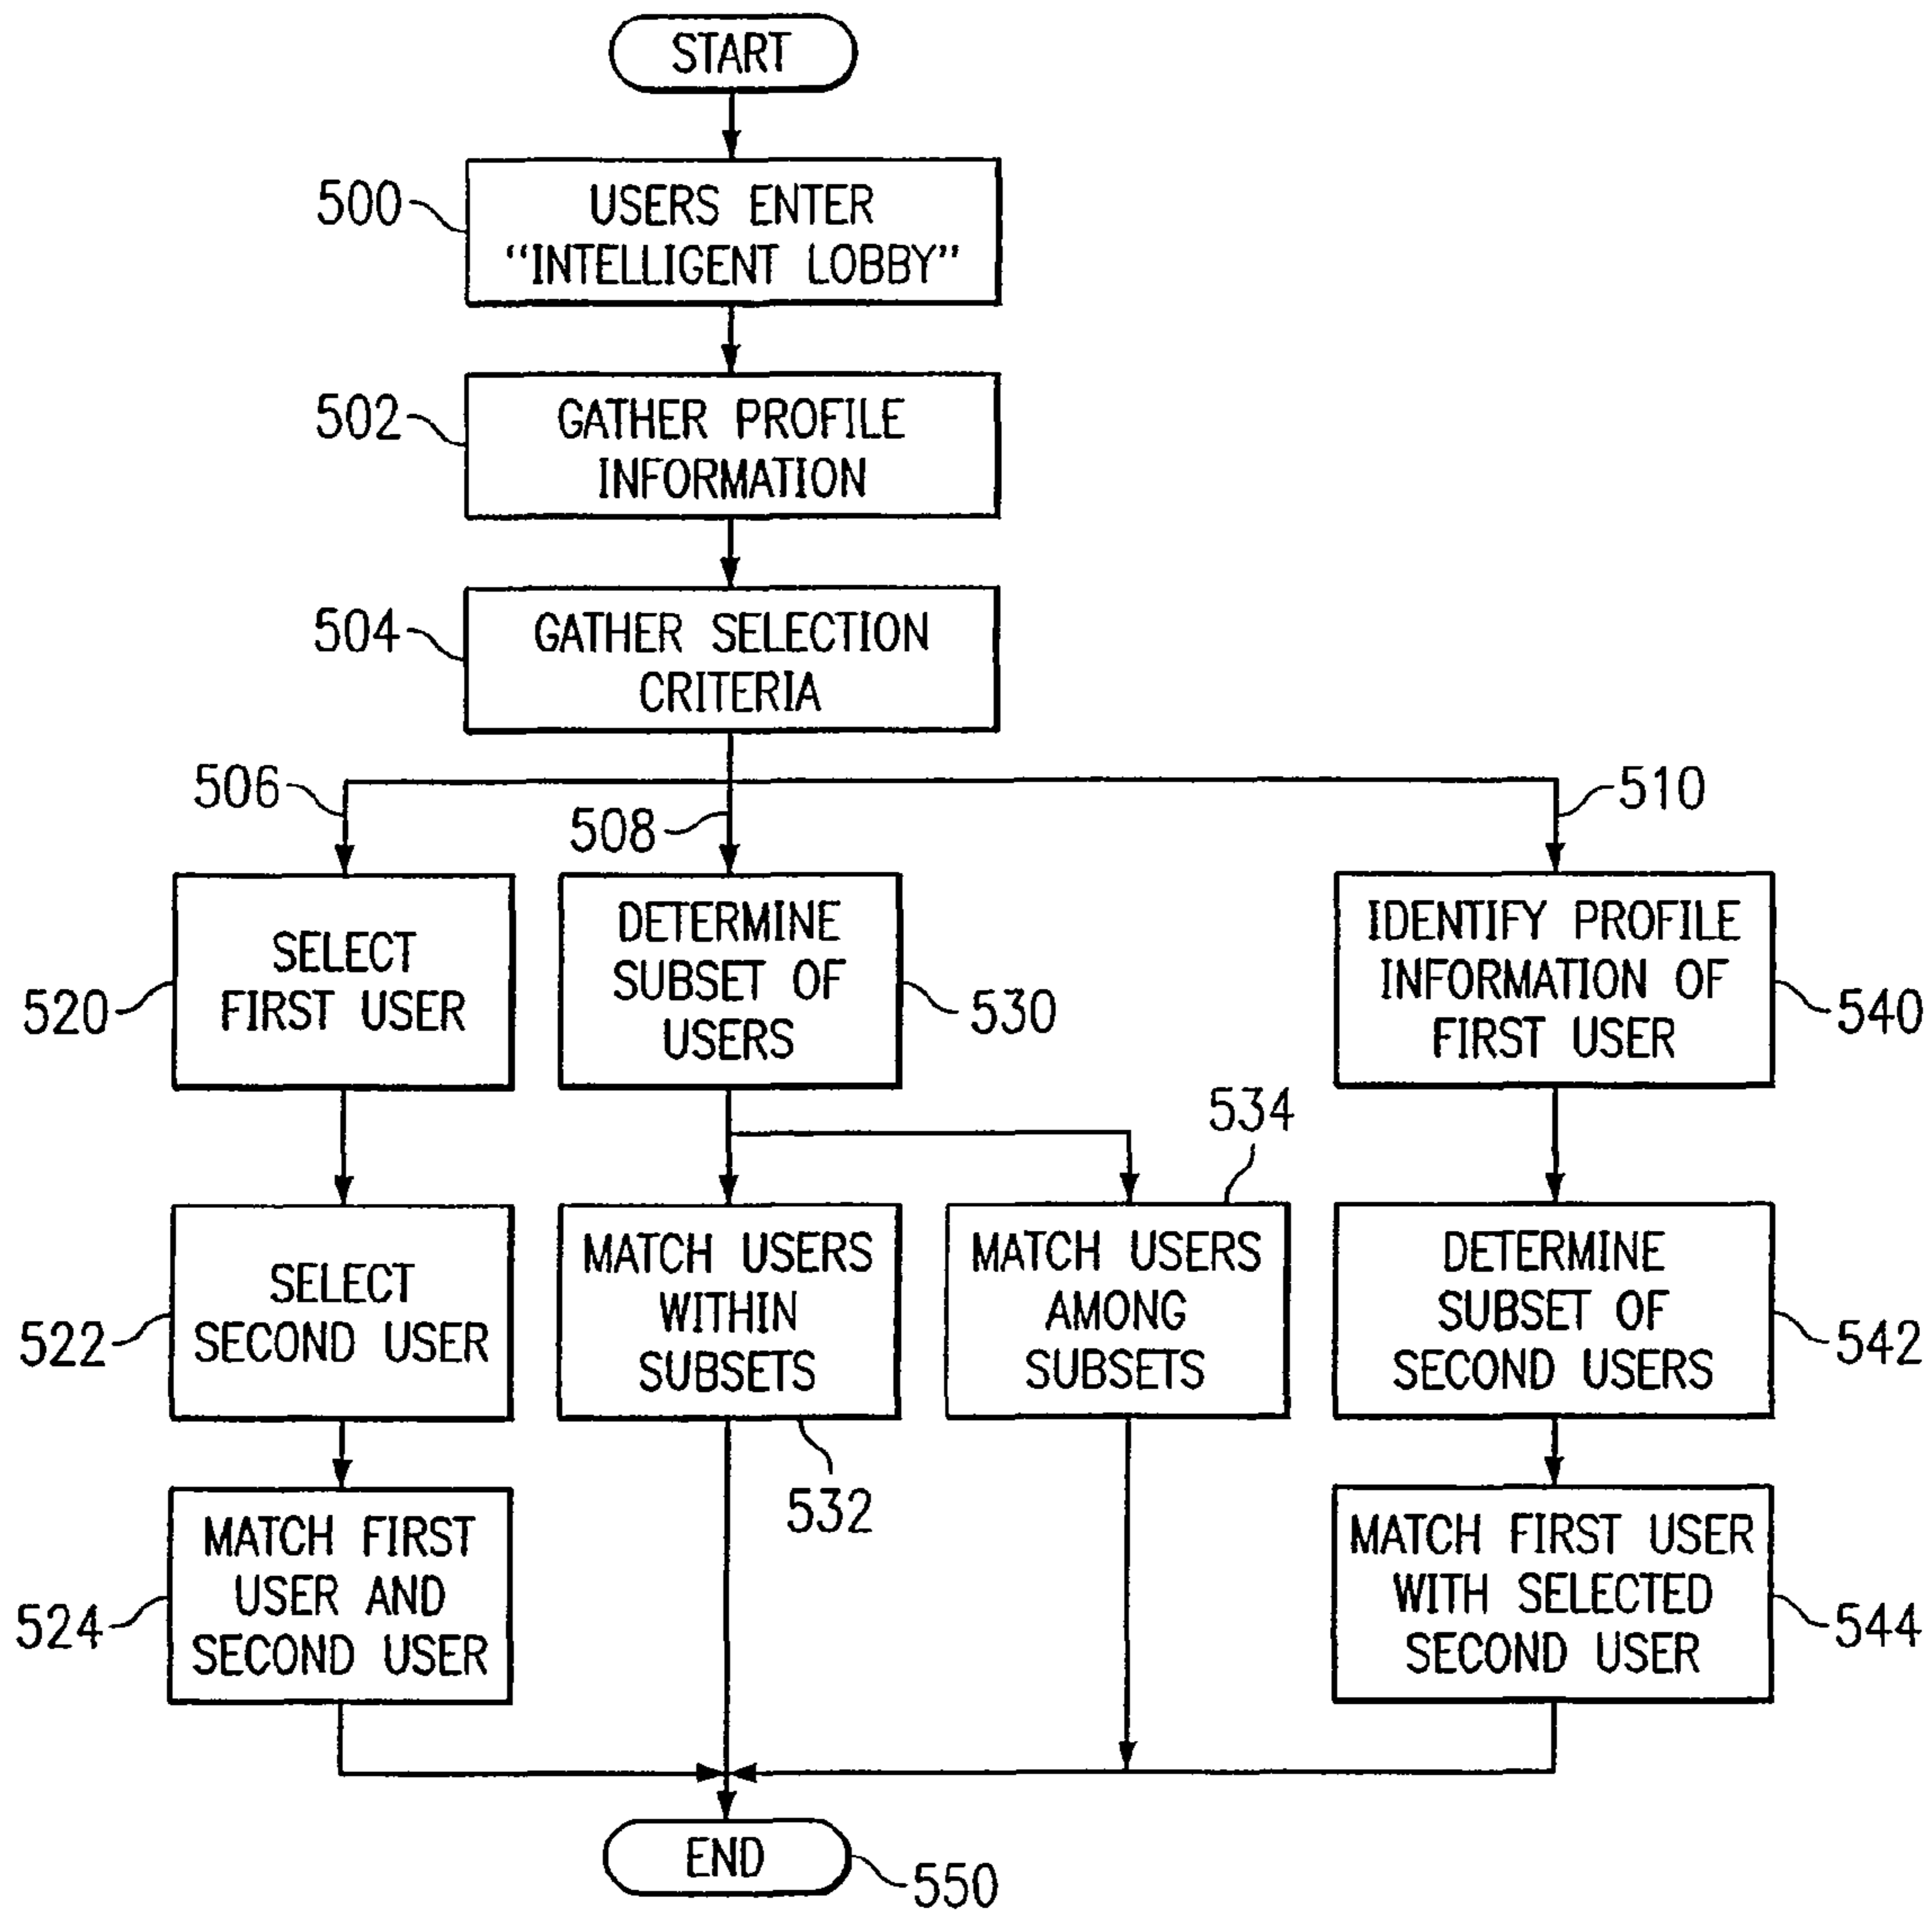 START
500
USERS ENTER
“INTELLIGENT LOBBY”
502
GATHER PROFILE
INFORMATION
504
GATHER SELECTION
CRITERIA
506
508
510
520
SELECT
FIRST USER
DETERMINE
SUBSET OF
USERS
530
IDENTIFY PROFILE
INFORMATION OF
FIRST USER
540
534
522
SELECT
SECOND USER
MATCH USERS
WITHIN
SUBSETS
532
MATCH USERS
AMONG
SUBSETS
DETERMINE
SUBSET OF
SECOND USERS
542
524
MATCH FIRST
USER AND
SECOND USER
MATCH FIRST USER
WITH SELECTED
SECOND USER
544
END
550